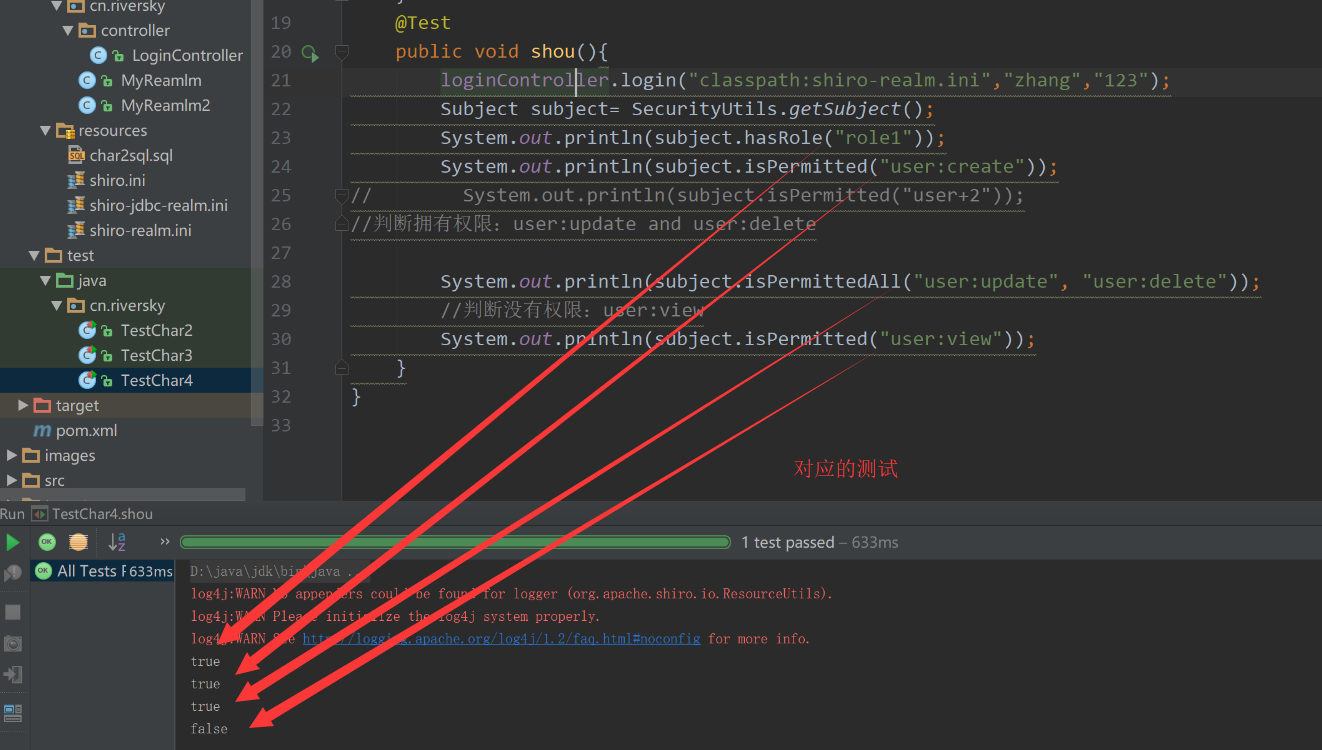 cn.riversky
controller
LoginController
MyReamlm
MyReamlm2
resources
char2sql.sql
shiro.ini
shiro-jdbc-realm.ini
shiro-realm.ini
test
java
cn.riversky
TestChar2
TestChar3
TestChar4
target
pom.xml
images
src
19 @Test
20 public void shou(){
21 loginController.login("classpath:shiro-realm.ini","zhang","123");
22 Subject subject= SecurityUtils.getSubject();
23 System.out.println(subject.hasRole("role1"));
24 System.out.println(subject.isPermitted("user:create"));
25 // System.out.println(subject.isPermitted("user+2"));
26 //判断拥有权限：user:update and user:delete
27
28 System.out.println(subject.isPermittedAll("user:update", "user:delete"));
29 //判断没有权限：user:view
30 System.out.println(subject.isPermitted("user:view"));
31 }
32 }
33
对应的测试
Run TestChar4.shou
1 test passed – 633ms
All Tests P 633ms
D:\java\jdk\bin\java ...
log4j:WARN No appenders could be found for logger (org.apache.shiro.io.ResourceUtils).
log4j:WARN Please initialize the log4j system properly.
log4j:WARN See http://logging.apache.org/log4j/1.2/faq.html#noconfig for more info.
true
true
true
false